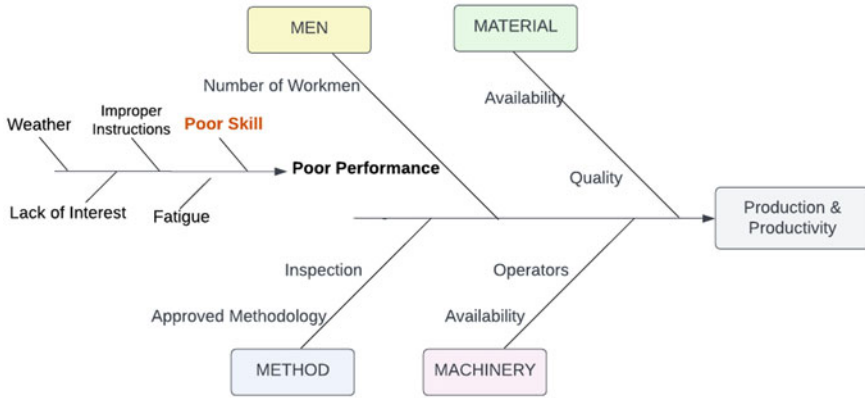 MEN
MATERIAL
Number of Workmen
Availability
Weather
Improper
Instructions
Poor Skill
Poor Performance
Quality
Lack of Interest
Fatigue
Production &
Productivity
Inspection
Operators
Approved Methodology
Availability
METHOD
MACHINERY